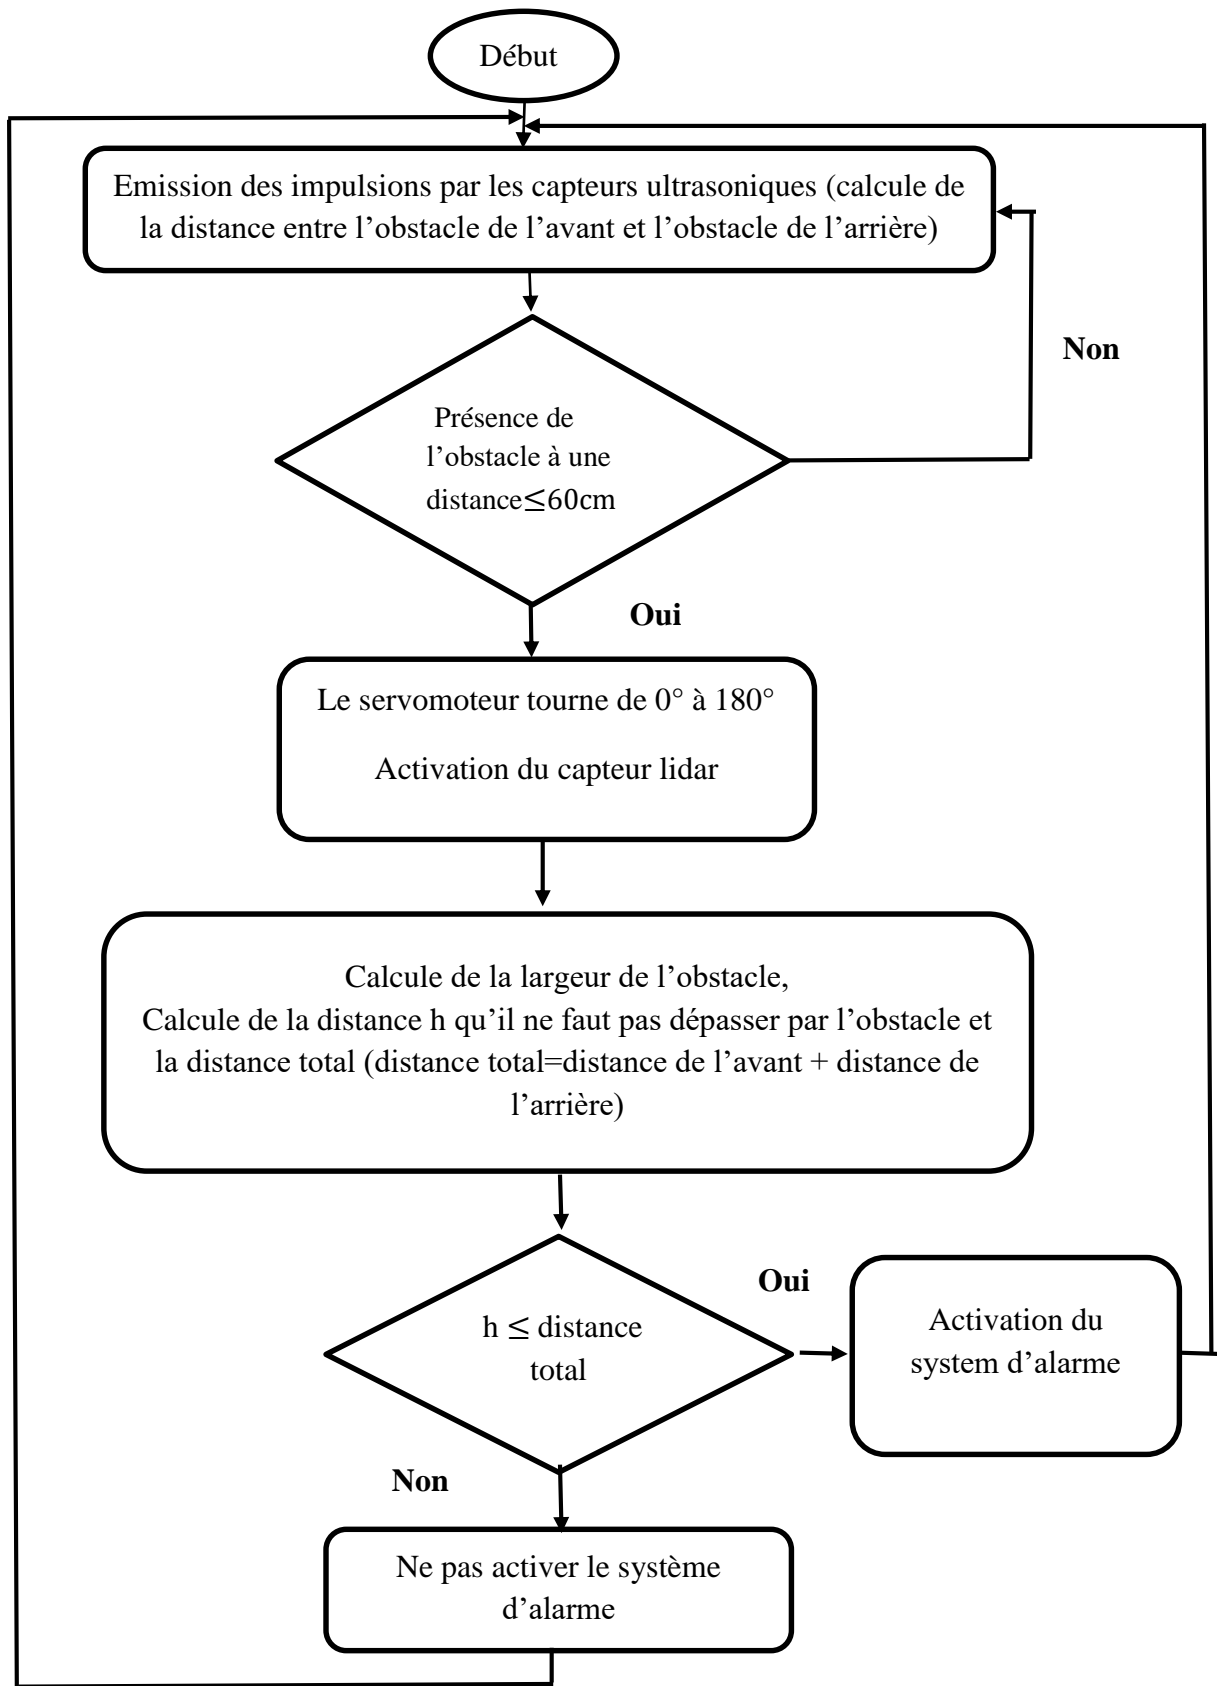 Début
Emission des impulsions par les capteurs ultrasoniques (calcule de
la distance entre l’obstacle de l’avant et l’obstacle de l’arrière)
Non
Présence de
l’obstacle à une
distance≤60cm
Oui
Le servomoteur tourne de 0° à 180°
Activation du capteur lidar
Calcule de la largeur de l’obstacle,
Calcule de la distance h qu’il ne faut pas dépasser par l’obstacle et
la distance total (distance total=distance de l’avant + distance de
l’arrière)
Oui
h ≤ distance
total
Activation du
system d’alarme
Non
Ne pas activer le système
d’alarme